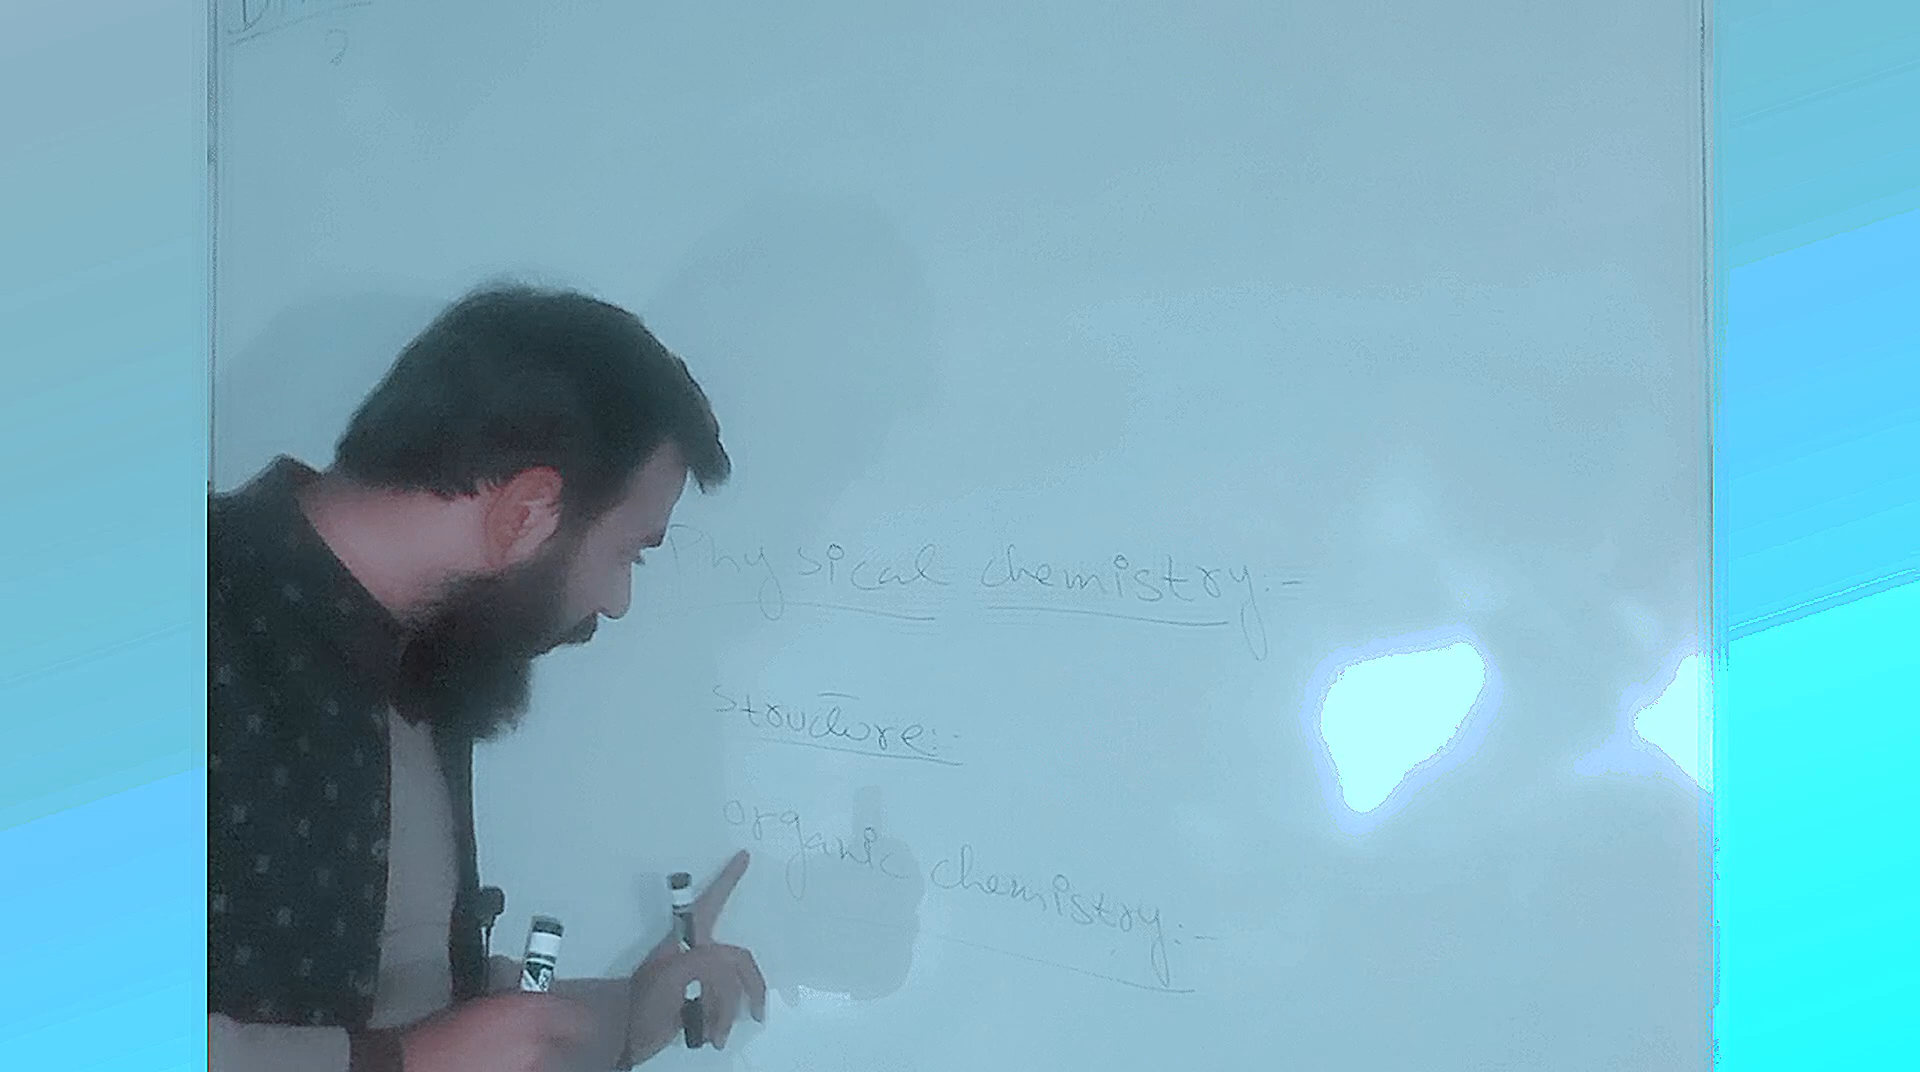 Physical chemistry:-
structure:-
organic chemistry:-